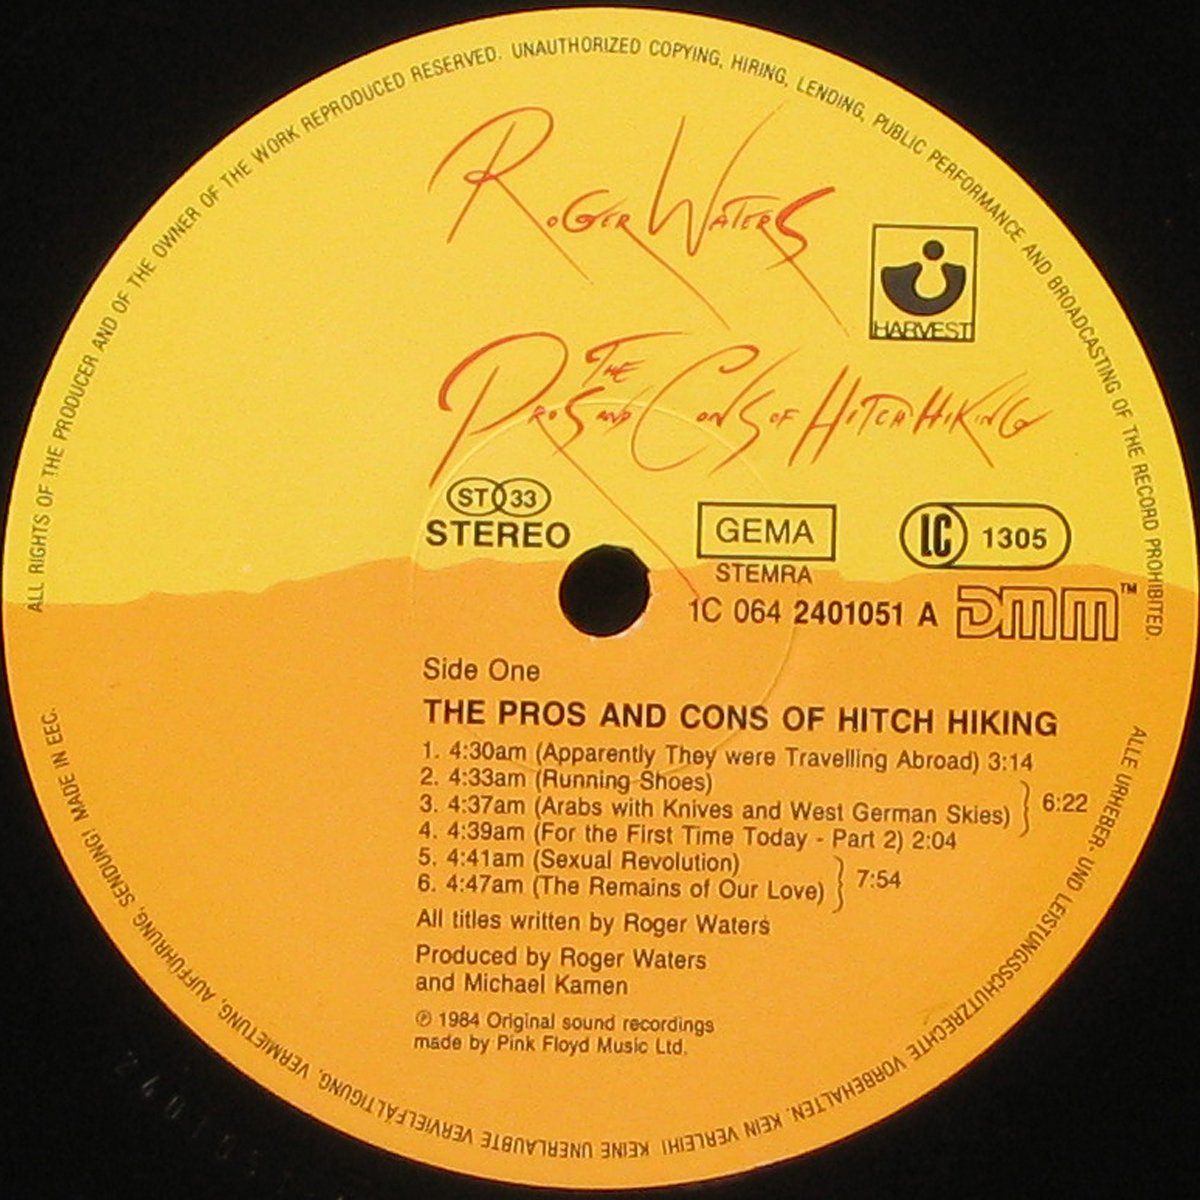 ALL RIGHTS OF THE PRODUCER AND OF THE OWNER OF THE WORK REPRODUCED RESERVED. UNAUTHORIZED COPYING, HIRING, LENDING, PUBLIC PERFORMANCE AND BROADCASTING OF THE RECORD PROHIBITED.
ROGER WATERS
HARVEST
THE
PROS AND CONS OF HITCH HIKING
ST 33
STEREO
GEMA
STEMRA
LC 1305
1C 064 2401051 A
DMM™
Side One
THE PROS AND CONS OF HITCH HIKING
1. 4:30am (Apparently They were Travelling Abroad) 3:14
2. 4:33am (Running Shoes)
3. 4:37am (Arabs with Knives and West German Skies) } 6:22
4. 4:39am (For the First Time Today - Part 2) 2:04
5. 4:41am (Sexual Revolution)
6. 4:47am (The Remains of Our Love) } 7:54
All titles written by Roger Waters
Produced by Roger Waters
and Michael Kamen
℗ 1984 Original sound recordings
made by Pink Floyd Music Ltd.
ALLE URHEBER- UND LEISTUNGSSCHUTZRECHTE VORBEHALTEN. KEIN VERLEIH! KEINE UNERLAUBTE VERVIELFÄLTIGUNG, VERMIETUNG, AUFFÜHRUNG, SENDUNG! MADE IN EEC.